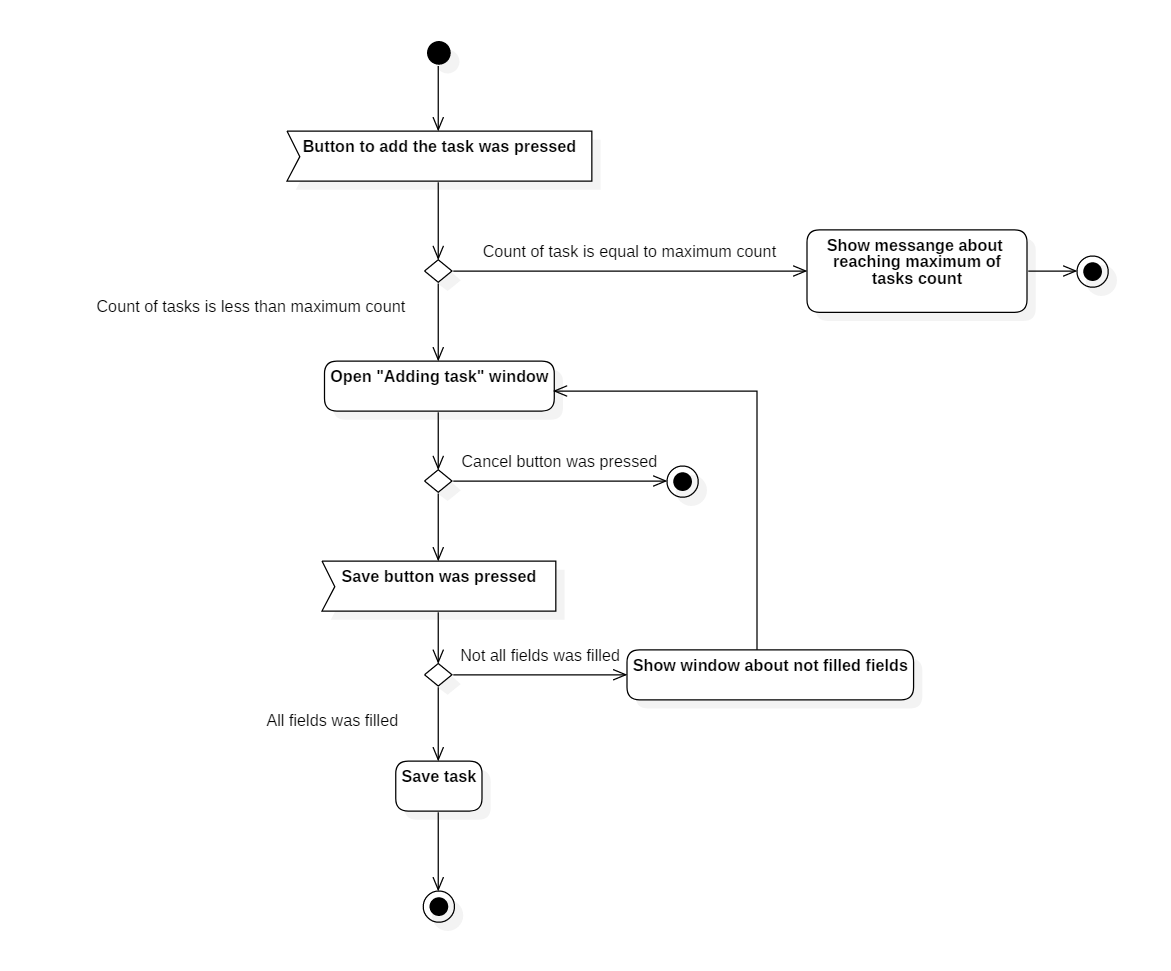 Button to add the task was pressed
Count of task is equal to maximum count
Show messange about
reaching maximum of
tasks count
Count of tasks is less than maximum count
Open "Adding task" window
Cancel button was pressed
Save button was pressed
Not all fields was filled
Show window about not filled fields
All fields was filled
Save task